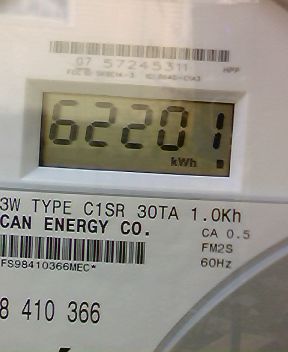 07 57245311
62201
kWh
3W TYPE C1SR 30TA 1.0Kh
CAN ENERGY CO.
CA 0.5
FM2S
FS98410366MEC*
60Hz
8 410 366